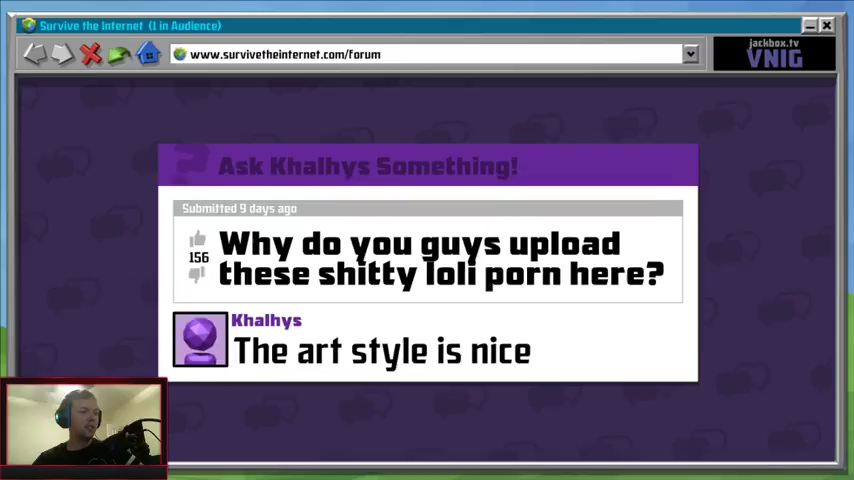 Survive the Internet (1 in Audience)
www.survivetheinternet.com/forum
jackbox.tv
VNIG
Ask Khalhys Something!
Submitted 9 days ago
156
Why do you guys upload
these shitty loli porn here?
Khalhys
The art style is nice